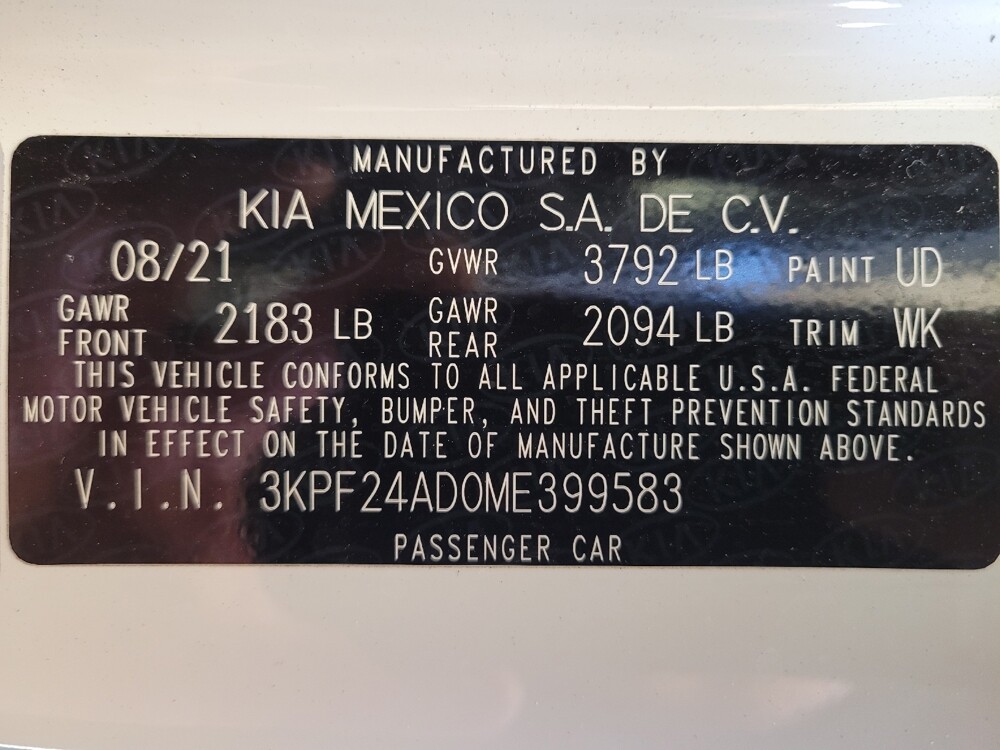 MANUFACTURED BY
KIA MEXICO S.A. DE C.V.
08/21 GVWR 3792 LB PAINT UD
GAWR FRONT 2183 LB GAWR REAR 2094 LB TRIM WK
THIS VEHICLE CONFORMS TO ALL APPLICABLE U.S.A. FEDERAL
MOTOR VEHICLE SAFETY, BUMPER, AND THEFT PREVENTION STANDARDS
IN EFFECT ON THE DATE OF MANUFACTURE SHOWN ABOVE.
V.I.N. 3KPF24AD0ME399583
PASSENGER CAR